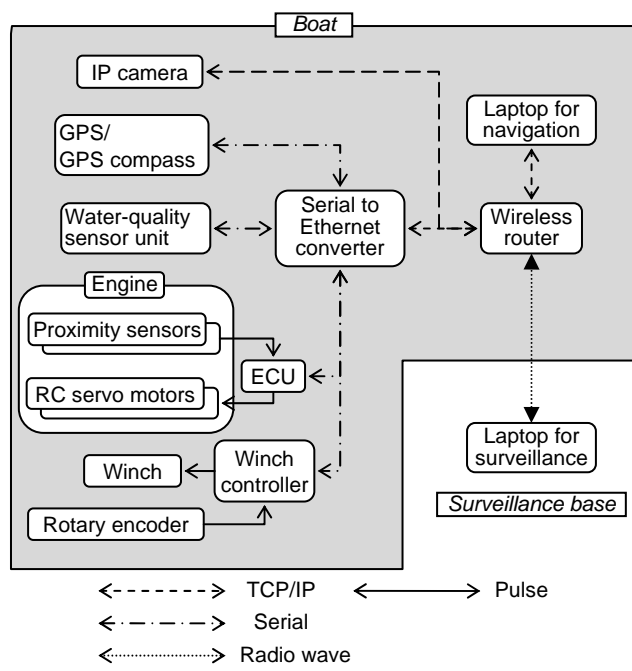 Boat
IP camera
Laptop for
navigation
GPS/
GPS compass
Water-quality
sensor unit
Serial to
Ethernet
converter
Wireless
router
Engine
Proximity sensors
ECU
RC servo motors
Laptop for
surveillance
Winch
Winch
controller
Rotary encoder
Surveillance base
TCP/IP
Pulse
Serial
Radio wave